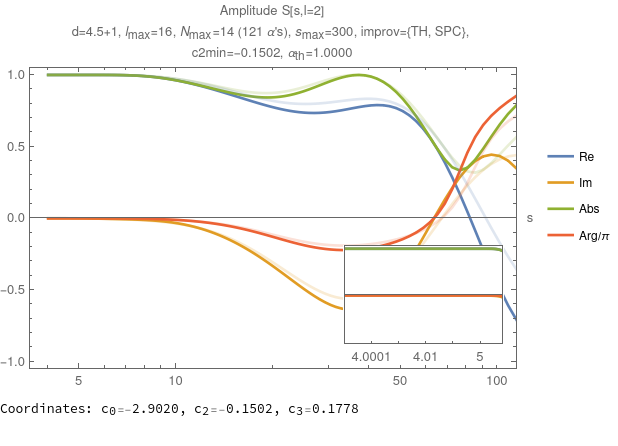 Amplitude S[s,l=2]
d=4.5+1, lmax=16, Nmax=14 (121 α's), smax=300, improv={TH, SPC},
c2min=−0.1502, αth=1.0000
1.0
0.5
0.0
−0.5
−1.0
5 10 50 100
s
4.0001 4.01 5
Re
Im
Abs
Arg/π
Coordinates: c0=−2.9020, c2=−0.1502, c3=0.1778